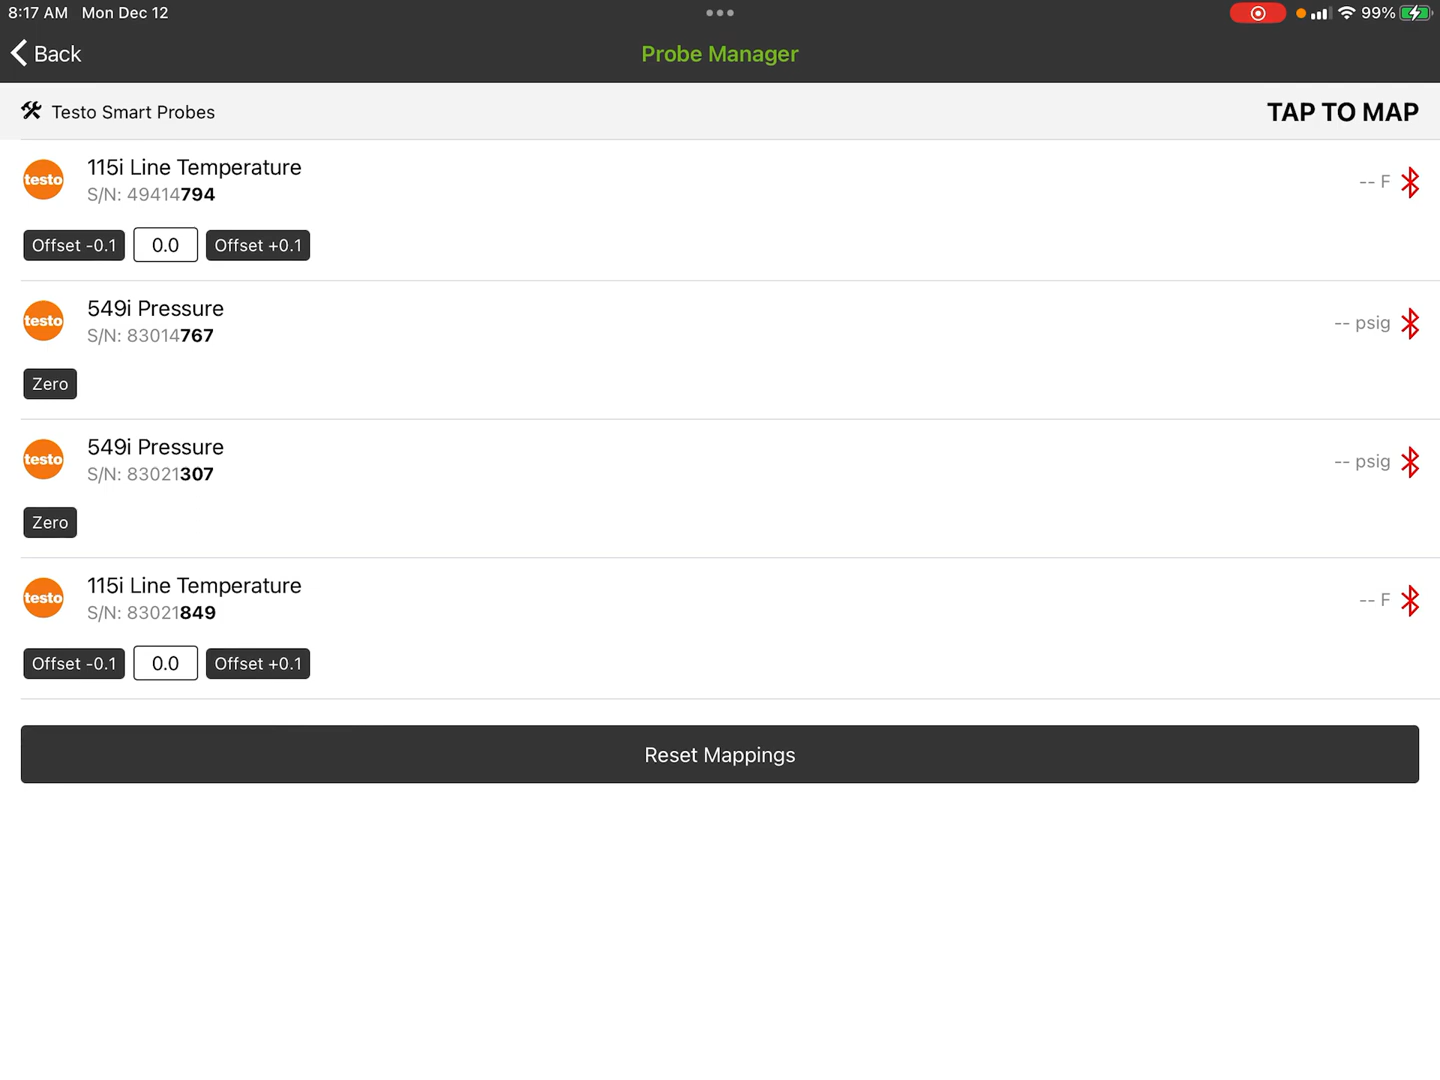 8:17 AM Mon Dec 12
99%
Back
Probe Manager
Testo Smart Probes
TAP TO MAP
testo
115i Line Temperature
S/N: 49414794
-- F
Offset -0.1
0.0
Offset +0.1
testo
549i Pressure
S/N: 83014767
-- psig
Zero
testo
549i Pressure
S/N: 83021307
-- psig
Zero
testo
115i Line Temperature
S/N: 83021849
-- F
Offset -0.1
0.0
Offset +0.1
Reset Mappings